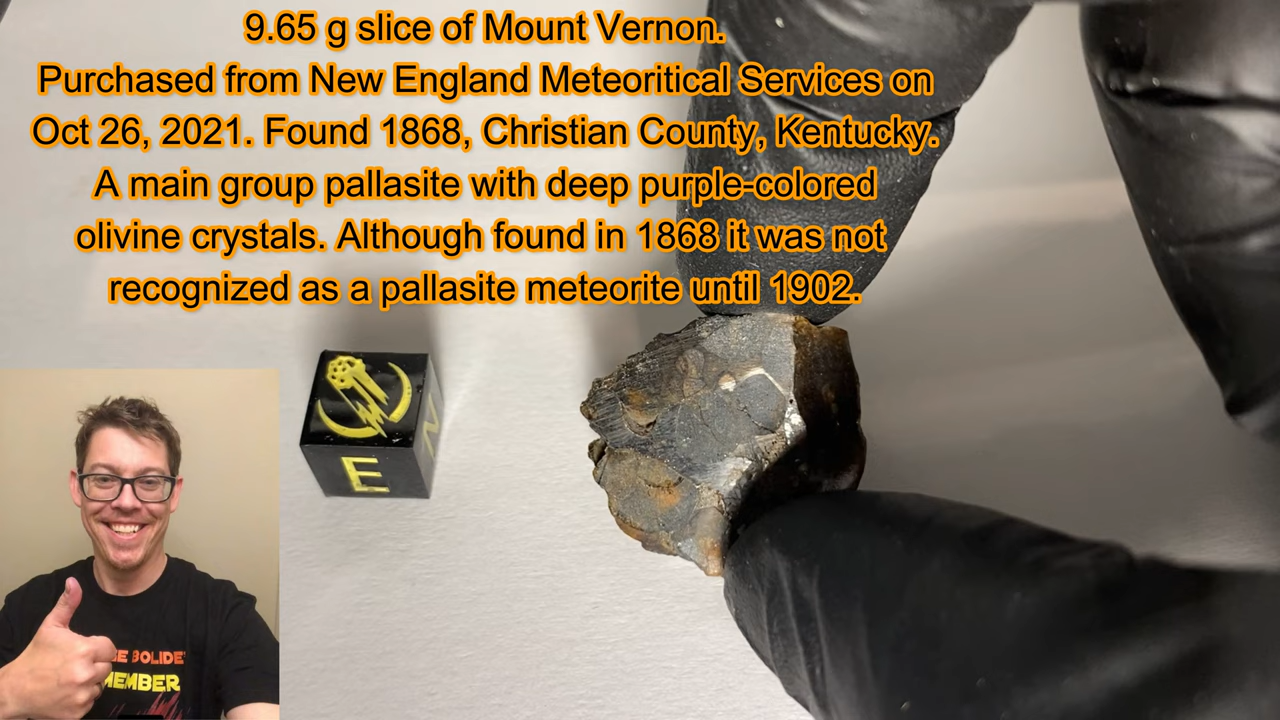 9.65 g slice of Mount Vernon.
Purchased from New England Meteoritical Services on
Oct 26, 2021. Found 1868, Christian County, Kentucky.
A main group pallasite with deep purple-colored
olivine crystals. Although found in 1868 it was not
recognized as a pallasite meteorite until 1902.
E
N
BOLIDE